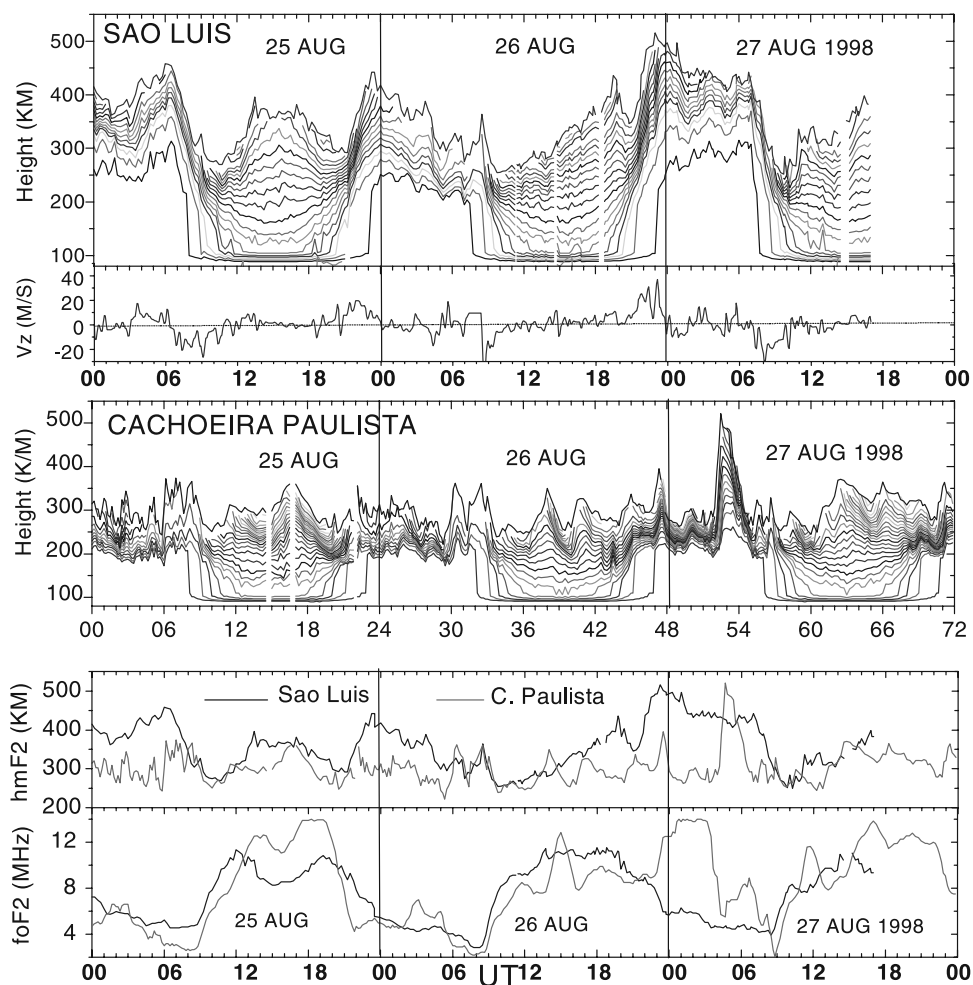 SAO LUIS
25 AUG
26 AUG
27 AUG 1998
Height (KM)
500
400
300
200
100
Vz (M/S)
40
20
0
-20
00 06 12 18 00 06 12 18 00 06 12 18 00
CACHOEIRA PAULISTA
25 AUG
26 AUG
27 AUG 1998
Height (K/M)
500
400
300
200
100
00 06 12 18 24 30 36 42 48 54 60 66 72
Sao Luis
C. Paulista
hmF2 (KM)
500
400
300
200
foF2 (MHz)
12
8
4
25 AUG
26 AUG
27 AUG 1998
00 06 12 18 00 06 12 18 00 06 12 18 00
UT